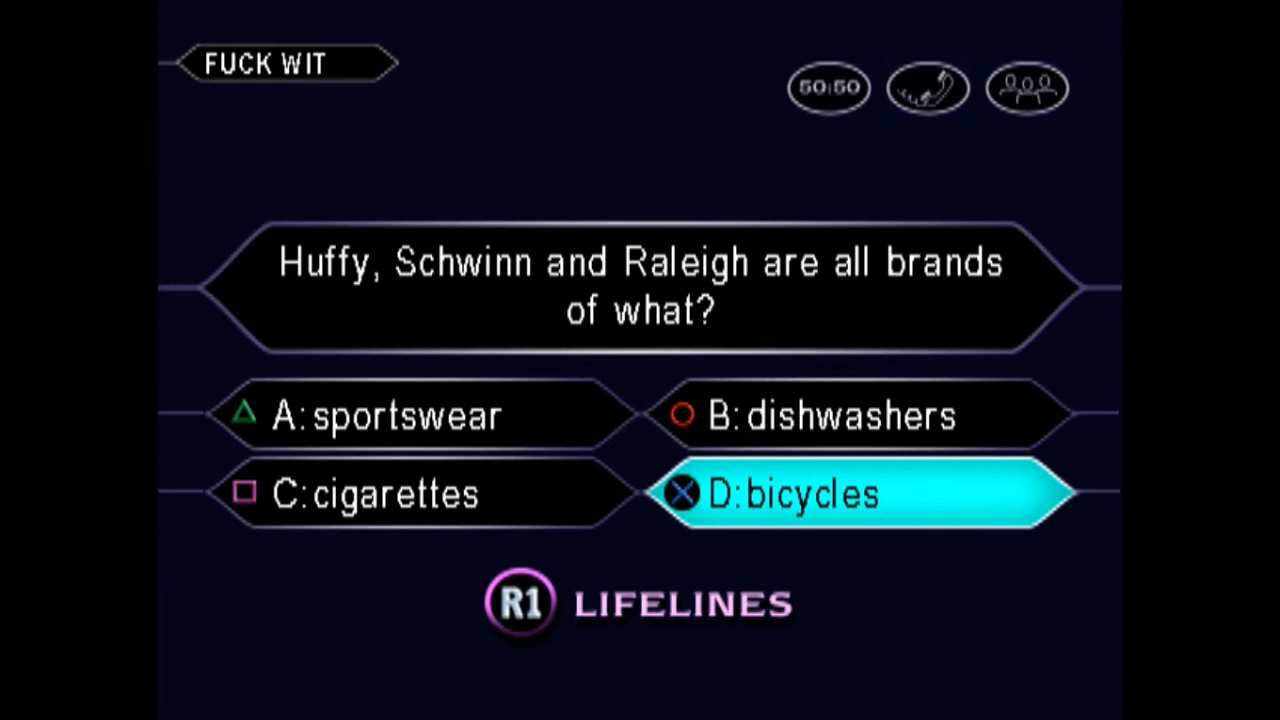 FUCK WIT
50:50
Huffy, Schwinn and Raleigh are all brands
of what?
A: sportswear
B: dishwashers
C: cigarettes
D: bicycles
R1 LIFELINES